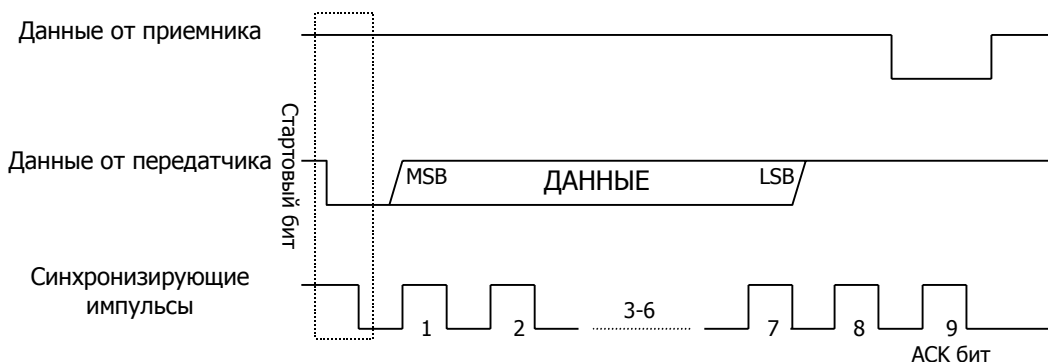 Данные от приемника
Стартовый бит
Данные от передатчика
MSB
ДАННЫЕ
LSB
Синхронизирующие
импульсы
1
2
3-6
7
8
9
ACK бит